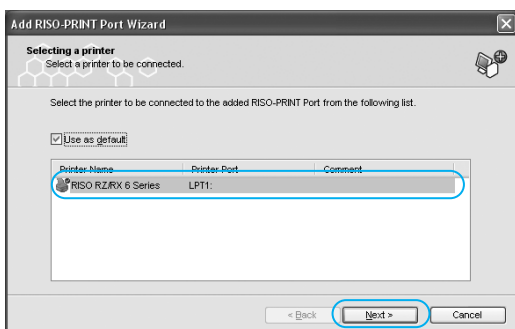 Add RISO-PRINT Port Wizard
Selecting a printer
Select a printer to be connected.
Select the printer to be connected to the added RISO-PRINT Port from the following list.
Use as default
Printer Name Printer Port Comment
RISO RZ/RX 6 Series LPT1:
< Back Next > Cancel